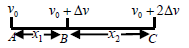 v₀ v₀+Δv v₀+2Δv
A x₁ B x₂ C